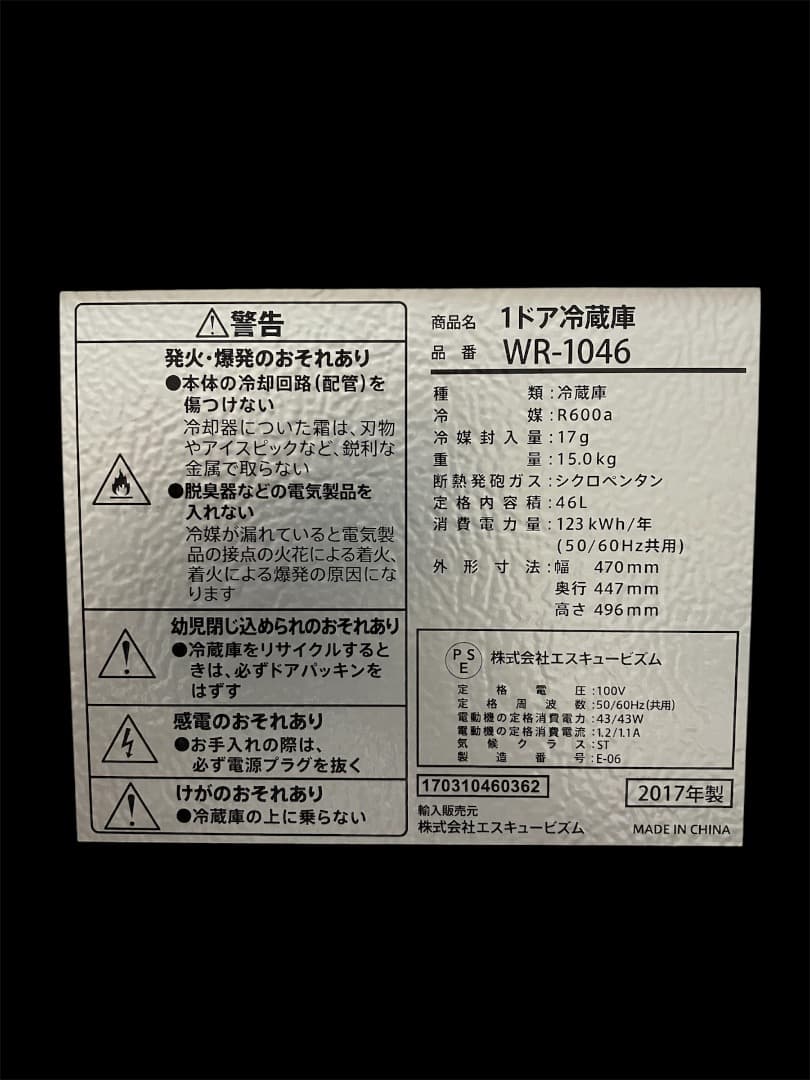 ⚠警告
発火・爆発のおそれあり
●本体の冷却回路(配管)を
傷つけない
冷却器についた霜は、刃物
やアイスピックなど、鋭利な
金属で取らない
●脱臭器などの電気製品を
入れない
冷媒が漏れていると電気製
品の接点の火花による着火、
着火による爆発の原因にな
ります
幼児閉じ込められのおそれあり
●冷蔵庫をリサイクルすると
きは、必ずドアパッキンを
はずす
感電のおそれあり
●お手入れの際は、
必ず電源プラグを抜く
けがのおそれあり
●冷蔵庫の上に乗らない
商品名 1ドア冷蔵庫
品番 WR-1046
種類:冷蔵庫
冷媒:R600a
冷媒封入量:17g
重量:15.0kg
断熱発砲ガス:シクロペンタン
定格内容積:46L
消費電力量:123kWh/年
(50/60Hz共用)
外形寸法:幅 470mm
奥行 447mm
高さ 496mm
PSE 株式会社エスキュービズム
定格電圧:100V
定格周波数:50/60Hz(共用)
電動機の定格消費電力:43/43W
電動機の定格消費電流:1.2/1.1A
気候クラス:ST
製造番号:E-06
170310460362
2017年製
輸入販売元
株式会社エスキュービズム
MADE IN CHINA